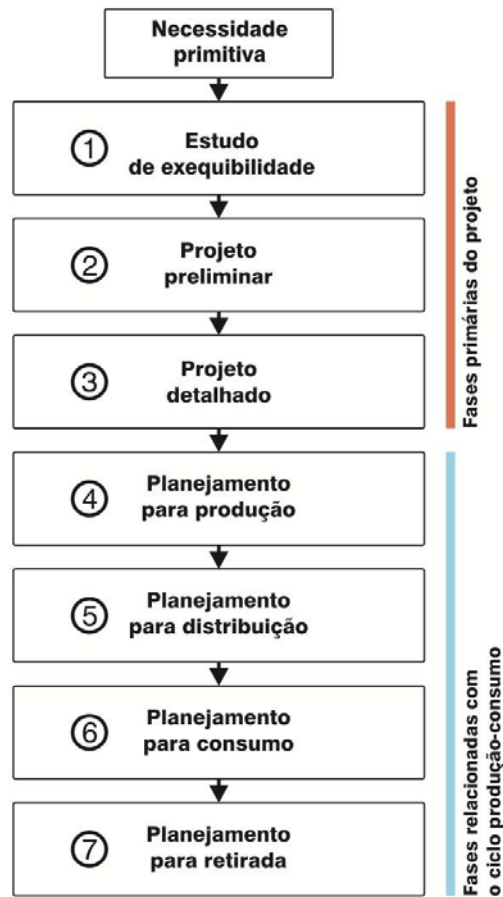 Necessidade
primitiva
1
Estudo
de exequibilidade
2
Projeto
preliminar
3
Projeto
detalhado
4
Planejamento
para produção
5
Planejamento
para distribuição
6
Planejamento
para consumo
7
Planejamento
para retirada
Fases primárias do projeto
Fases relacionadas com
o ciclo produção-consumo